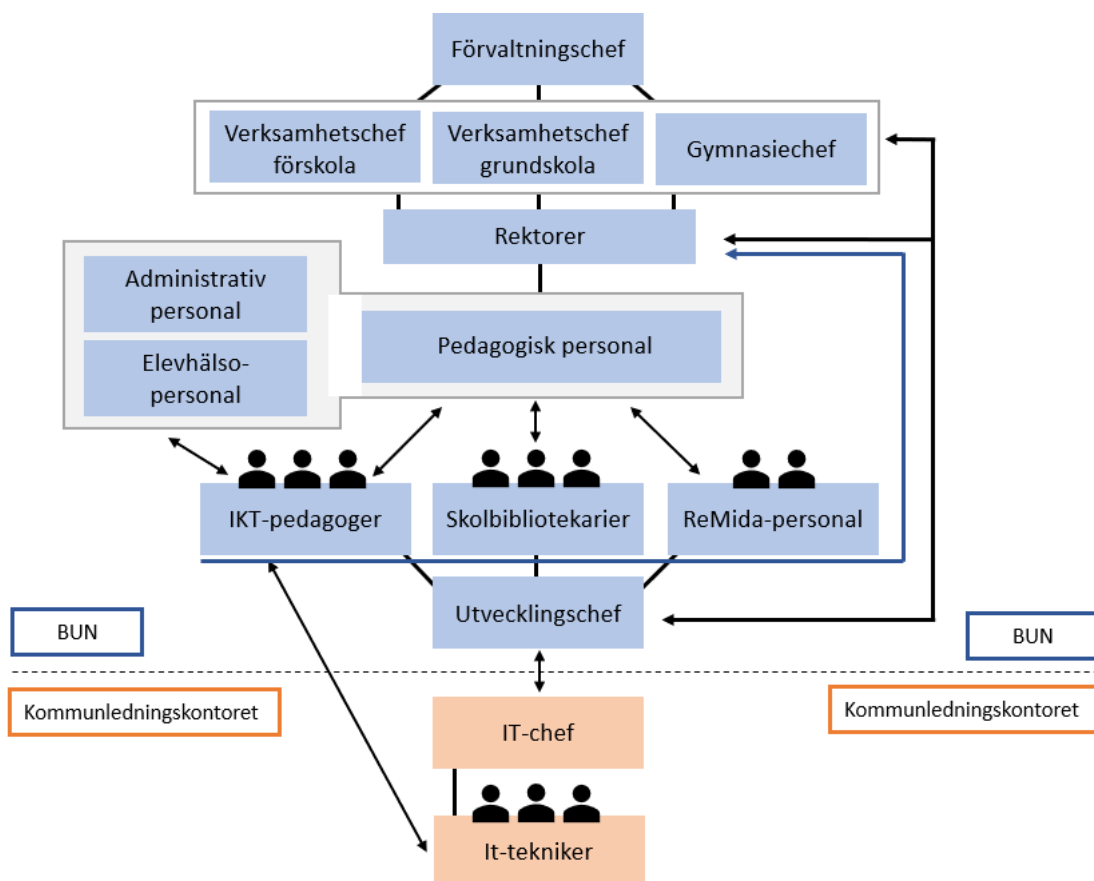 Förvaltningschef
Verksamhetschef
förskola
Verksamhetschef
grundskola
Gymnasiechef
Rektorer
Administrativ
personal
Elevhälso-
personal
Pedagogisk personal
IKT-pedagoger
Skolbibliotekarier
ReMida-personal
Utvecklingschef
BUN
BUN
Kommunledningskontoret
Kommunledningskontoret
IT-chef
It-tekniker